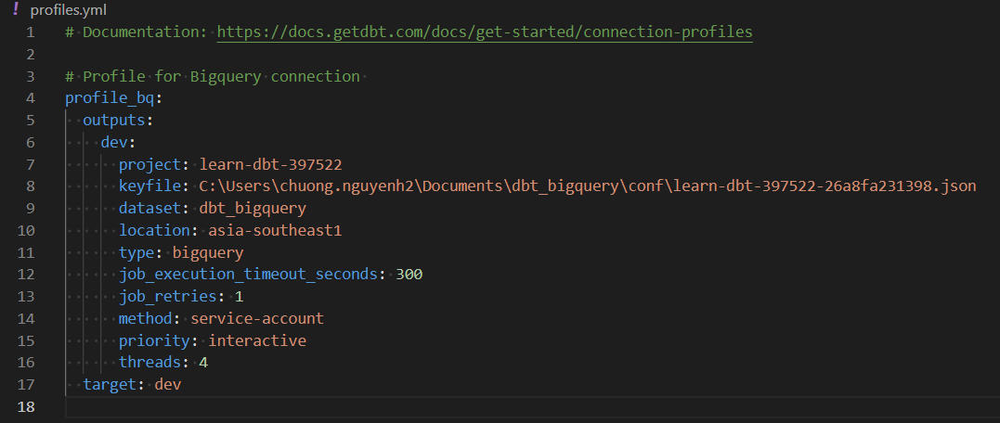 ! profiles.yml
1 # Documentation: https://docs.getdbt.com/docs/get-started/connection-profiles
2
3 # Profile for Bigquery connection
4 profile_bq:
5   outputs:
6     dev:
7       project: learn-dbt-397522
8       keyfile: C:\Users\chuong.nguyenh2\Documents\dbt_bigquery\conf\learn-dbt-397522-26a8fa231398.json
9       dataset: dbt_bigquery
10       location: asia-southeast1
11       type: bigquery
12       job_execution_timeout_seconds: 300
13       job_retries: 1
14       method: service-account
15       priority: interactive
16       threads: 4
17   target: dev
18